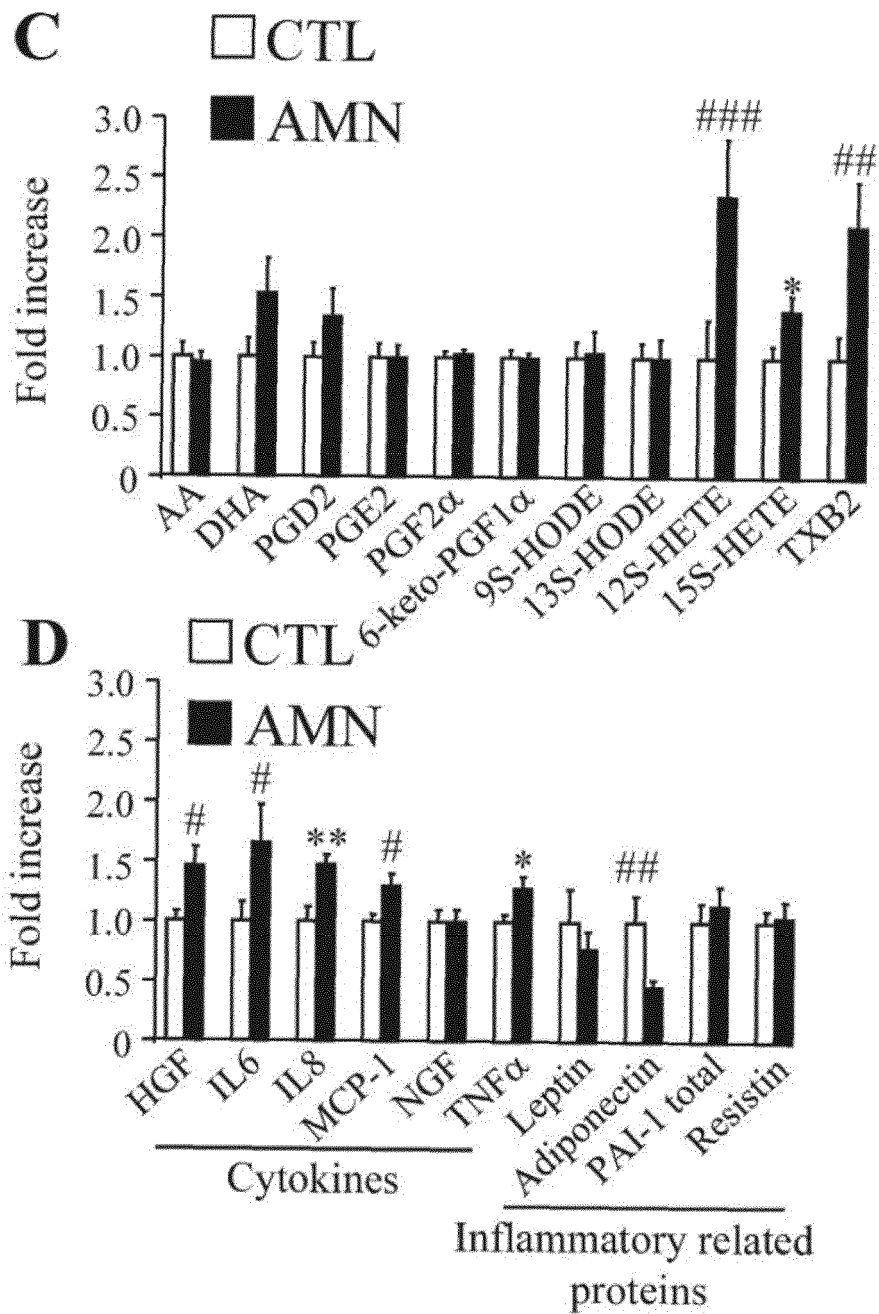 C
CTL
AMN
Fold increase
3.0
2.5
2.0
1.5
1.0
0.5
0
###
*
##
AA
DHA
PGD2
PGE2
PGF2α
6-keto-PGF1α
9S-HODE
13S-HODE
12S-HETE
15S-HETE
TXB2
D
CTL
AMN
Fold increase
3.0
2.5
2.0
1.5
1.0
0.5
0
#
#
**
#
*
##
HGF
IL6
IL8
MCP-1
NGF
TNFα
Leptin
Adiponectin
PAI-1 total
Resistin
Cytokines
Inflammatory related
proteins